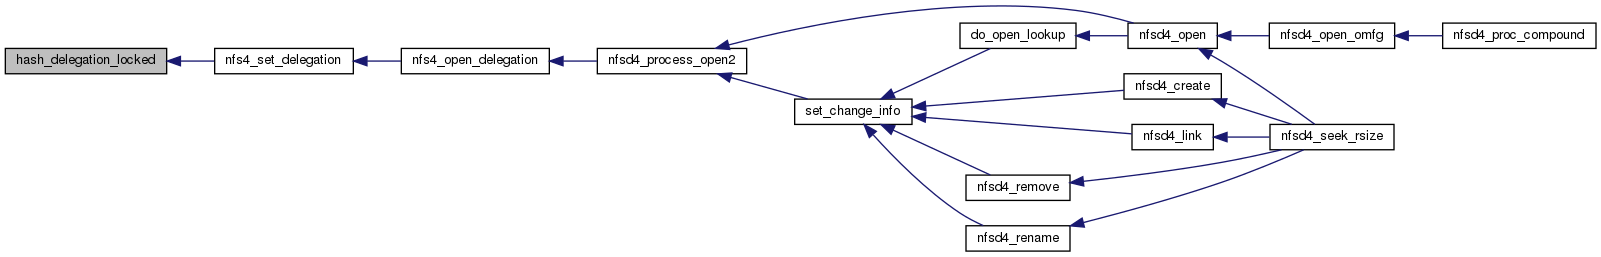 hash_delegation_locked
nfs4_set_delegation
nfs4_open_delegation
nfsd4_process_open2
set_change_info
do_open_lookup
nfsd4_open
nfsd4_open_omfg
nfsd4_proc_compound
nfsd4_create
nfsd4_link
nfsd4_seek_rsize
nfsd4_remove
nfsd4_rename